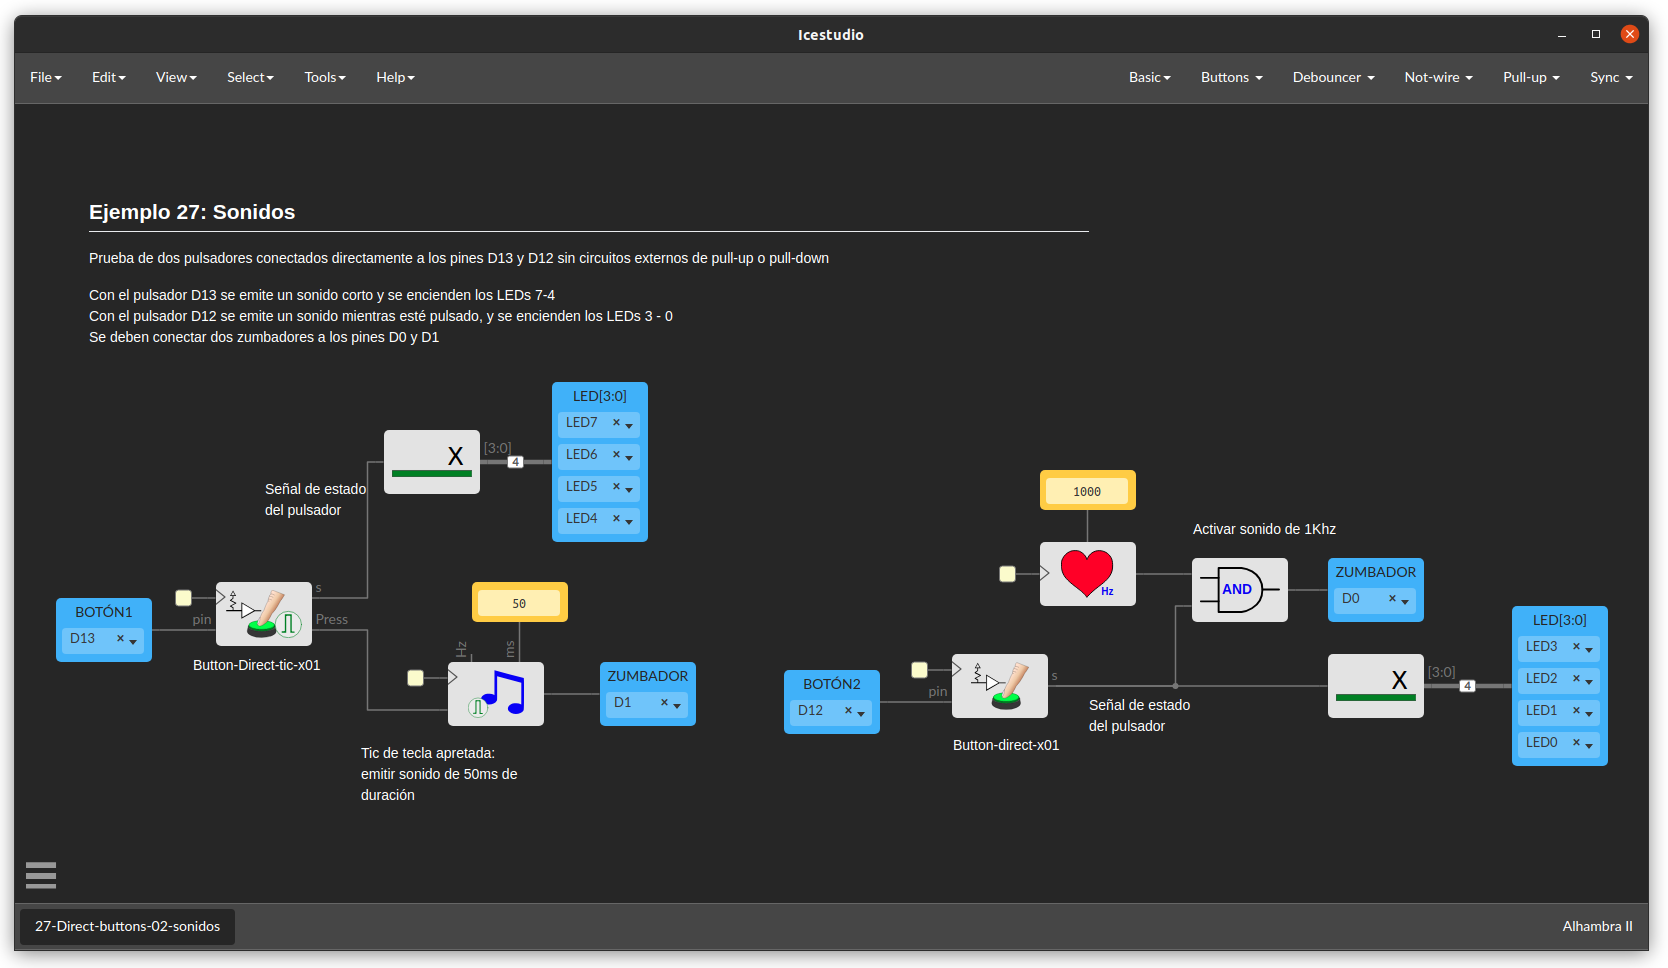 Icestudio
File Edit View Select Tools Help Basic Buttons Debouncer Not-wire Pull-up Sync
Ejemplo 27: Sonidos
Prueba de dos pulsadores conectados directamente a los pines D13 y D12 sin circuitos externos de pull-up o pull-down
Con el pulsador D13 se emite un sonido corto y se encienden los LEDs 7-4
Con el pulsador D12 se emite un sonido mientras esté pulsado, y se encienden los LEDs 3 - 0
Se deben conectar dos zumbadores a los pines D0 y D1
LED[3:0]
LED7 ×
LED6 ×
LED5 ×
LED4 ×
X
[3:0]
4
Señal de estado
del pulsador
BOTÓN1
D13 ×
pin
s
Press
Button-Direct-tic-x01
50
Hz
ms
ZUMBADOR
D1 ×
Tic de tecla apretada:
emitir sonido de 50ms de
duración
1000
Hz
Activar sonido de 1Khz
AND
ZUMBADOR
D0 ×
BOTÓN2
D12 ×
pin
s
Button-direct-x01
Señal de estado
del pulsador
X
[3:0]
4
LED[3:0]
LED3 ×
LED2 ×
LED1 ×
LED0 ×
27-Direct-buttons-02-sonidos
Alhambra II